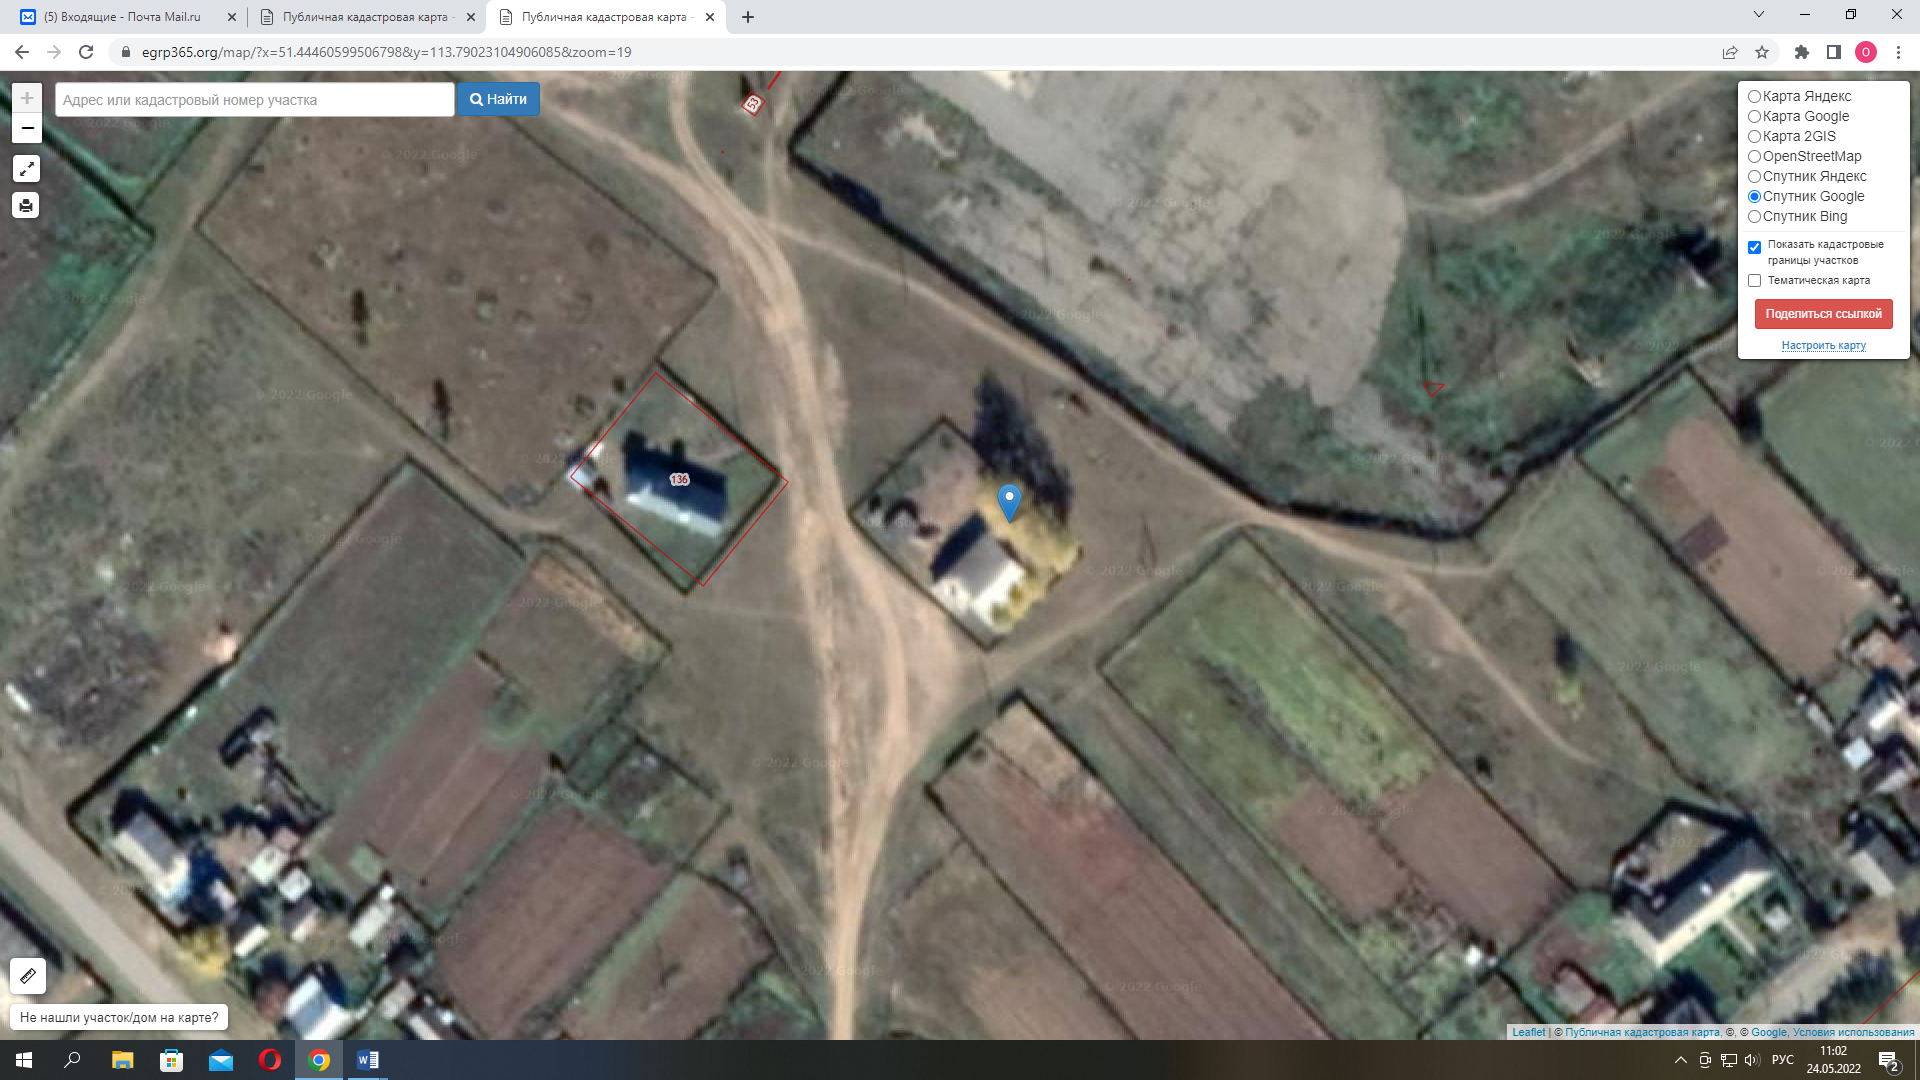 (5) Входящие - Почта Mail.ru
Публичная кадастровая карта -
Публичная кадастровая карта -
egrp365.org/map/?x=51.44460599506798&y=113.79023104906085&zoom=19
О
Адрес или кадастровый номер участка
Найти
Карта Яндекс
Карта Google
Карта 2GIS
OpenStreetMap
Спутник Яндекс
Спутник Google
Спутник Bing
Показать кадастровые
границы участков
Тематическая карта
Поделиться ссылкой
Настроить карту
53
136
© 2022 Google
Не нашли участок/дом на карте?
Leaflet | © Публичная кадастровая карта, ©, © Google, Условия использования
РУС
11:02
24.05.2022
2